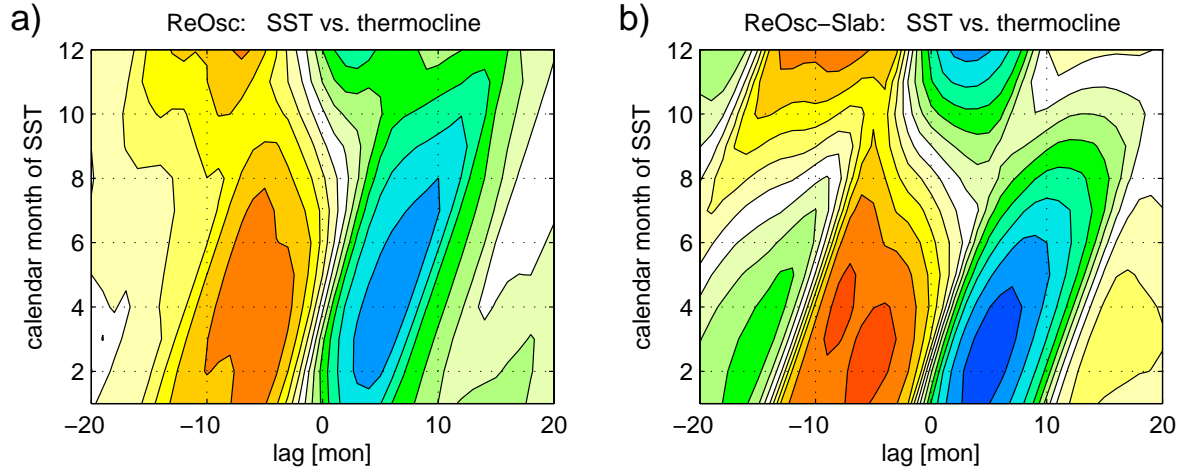 a)
ReOsc: SST vs. thermocline
calendar month of SST
12
10
8
6
4
2
−20
−10
0
10
20
lag [mon]
b)
ReOsc−Slab: SST vs. thermocline
calendar month of SST
12
10
8
6
4
2
−20
−10
0
10
20
lag [mon]